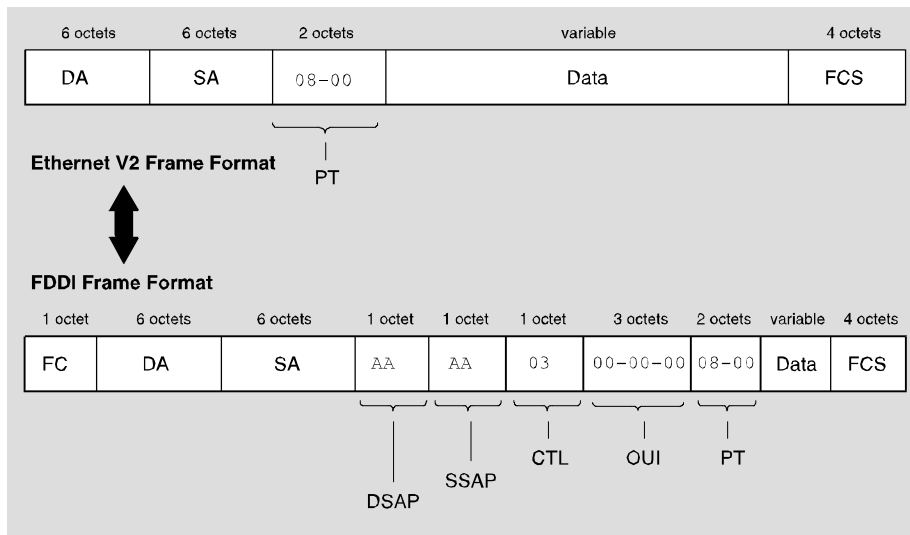 6 octets 6 octets 2 octets variable 4 octets
DA SA 08-00 Data FCS
Ethernet V2 Frame Format
PT
FDDI Frame Format
1 octet 6 octets 6 octets 1 octet 1 octet 1 octet 3 octets 2 octets variable 4 octets
FC DA SA AA AA 03 00-00-00 08-00 Data FCS
CTL OUI PT
SSAP
DSAP